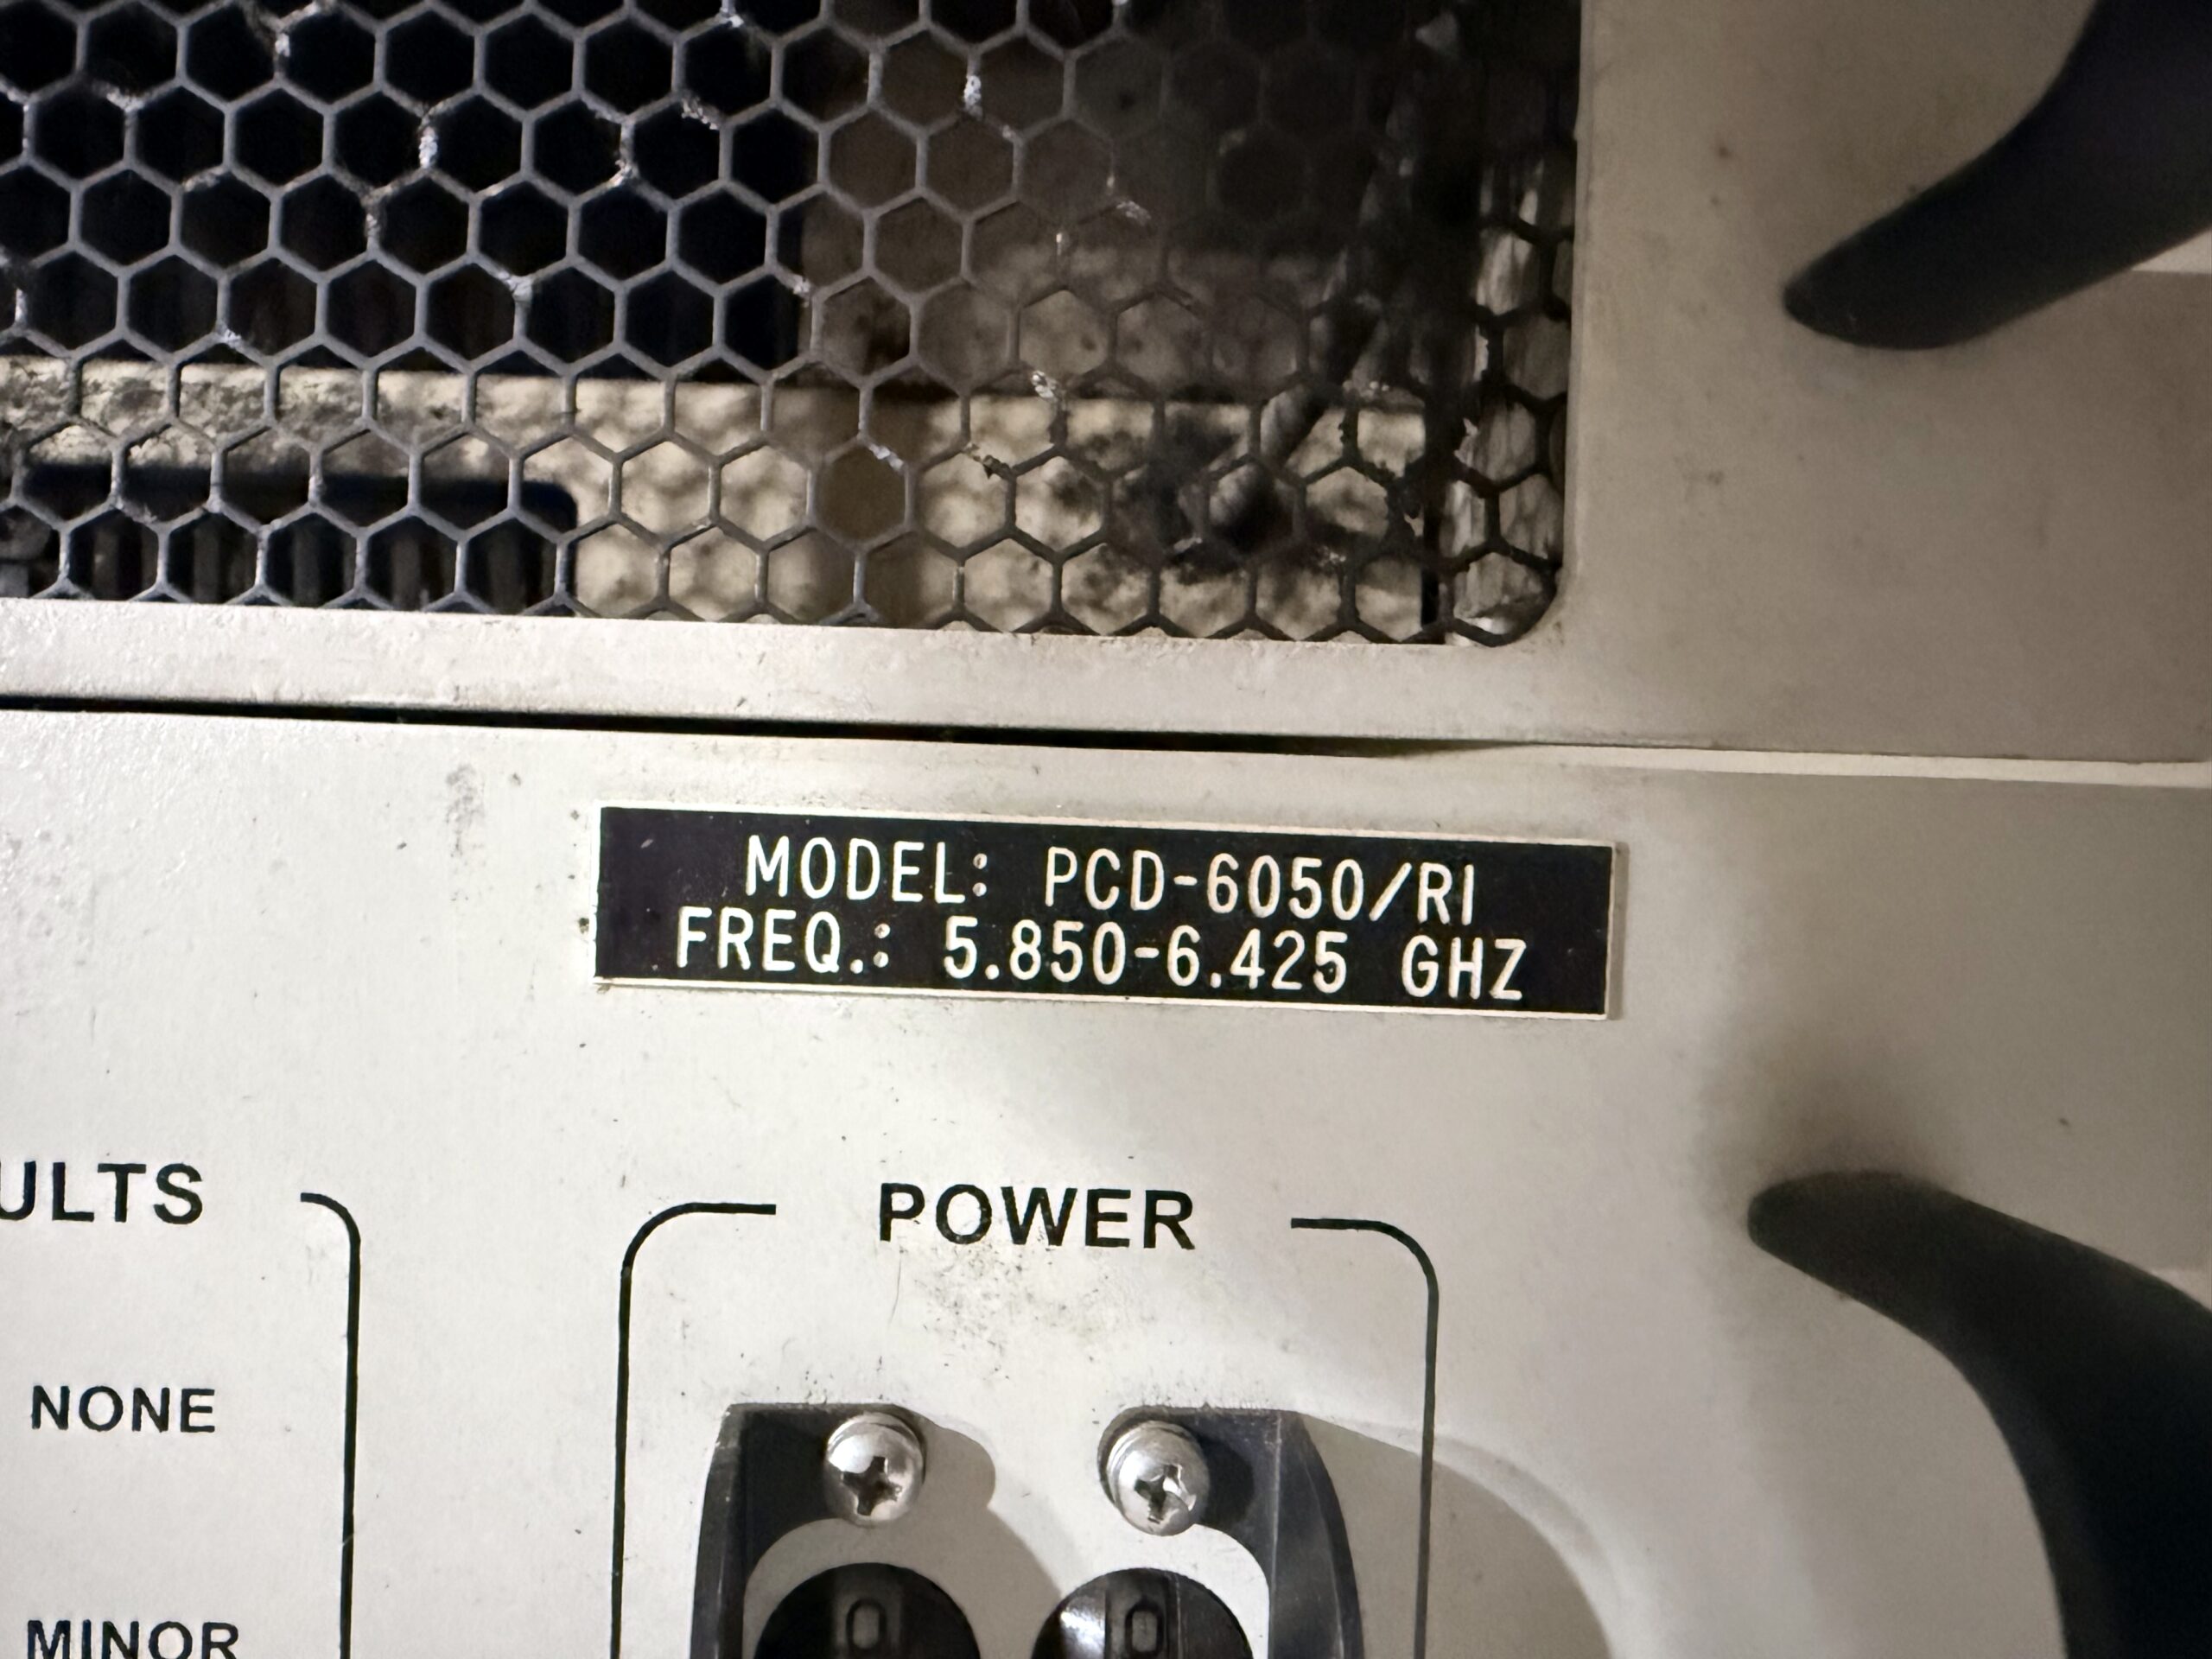 MODEL: PCD-6050/RI
FREQ.: 5.850-6.425 GHZ
ULTS
POWER
NONE
MINOR
O O